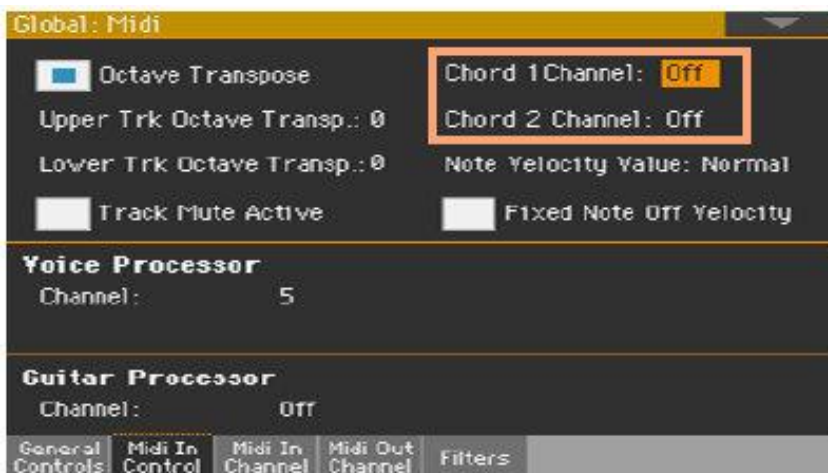 Global: Midi
Octave Transpose
Chord 1Channel: Off
Upper Trk Octave Transp.: 0
Chord 2 Channel: Off
Lower Trk Octave Transp.:0
Note Velocity Value: Normal
Track Mute Active
Fixed Note Off Velocity
Voice Processor
Channel: 5
Guitar Processor
Channel: Off
General Controls
Midi In Control
Midi In Channel
Midi Out Channel
Filters